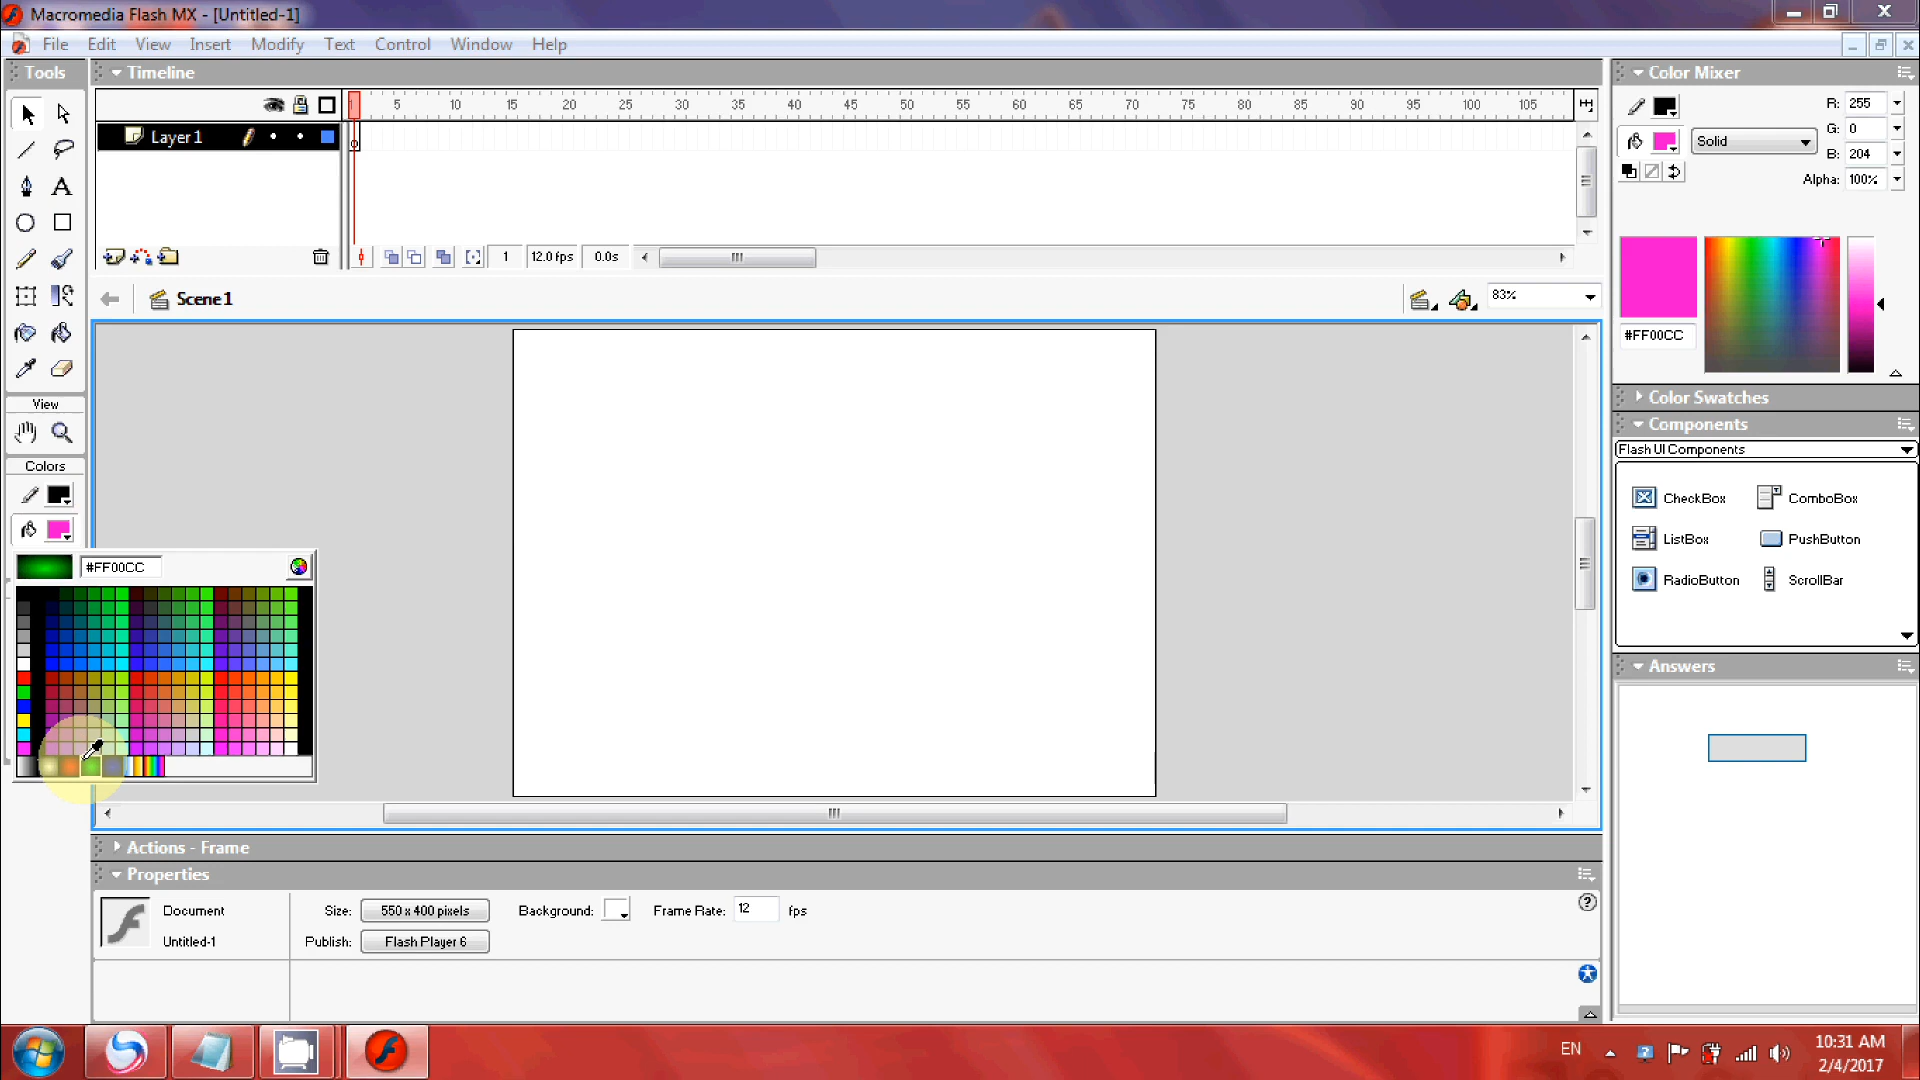 Macromedia Flash MX - [Untitled-1]
File Edit View Insert Modify Text Control Window Help
Tools
Timeline
1 5 10 15 20 25 30 35 40 45 50 55 60 65 70 75 80 85 90 95 100 105
Layer 1
1 12.0 fps 0.0s
Scene 1
83%
View
Colors
#FF00CC
Color Mixer
R: 255
G: 0
Solid
B: 204
Alpha: 100%
#FF00CC
Color Swatches
Components
Flash UI Components
CheckBox ComboBox
ListBox PushButton
RadioButton ScrollBar
Answers
Actions - Frame
Properties
Document Size: 550 x 400 pixels Background: Frame Rate: 12 fps
Untitled-1 Publish: Flash Player 6
EN
10:31 AM
2/4/2017